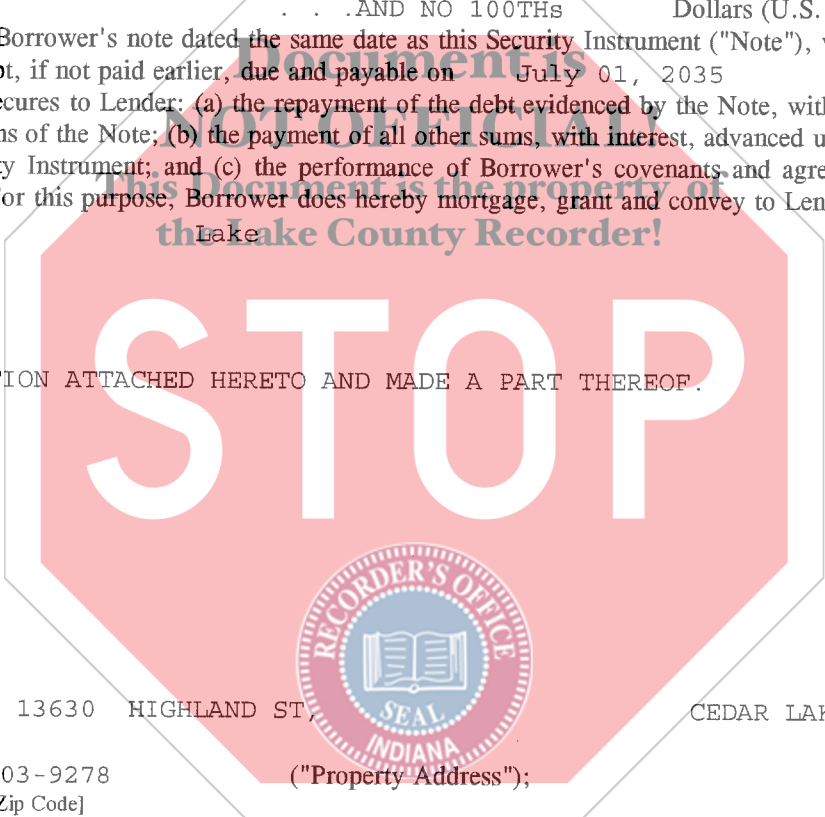 . . .AND NO 100THs Dollars (U.S.
Borrower's note dated the same date as this Security Instrument ("Note"),
Document is
if not paid earlier, due and payable on July 01, 2035
ecures to Lender: (a) the repayment of the debt evidenced by the Note, wit
NOT OFFICIAL
ns of the Note; (b) the payment of all other sums, with interest, advanced u
y Instrument; and (c) the performance of Borrower's covenants and agre
This Document is the property of
or this purpose, Borrower does hereby mortgage, grant and convey to Len
the Lake County Recorder!
Lake
STOP
TION ATTACHED HERETO AND MADE A PART THEREOF.
RECORDER'S OFFICE
SEAL
INDIANA
13630 HIGHLAND ST, CEDAR LAK
03-9278 ("Property Address");
Zip Code]